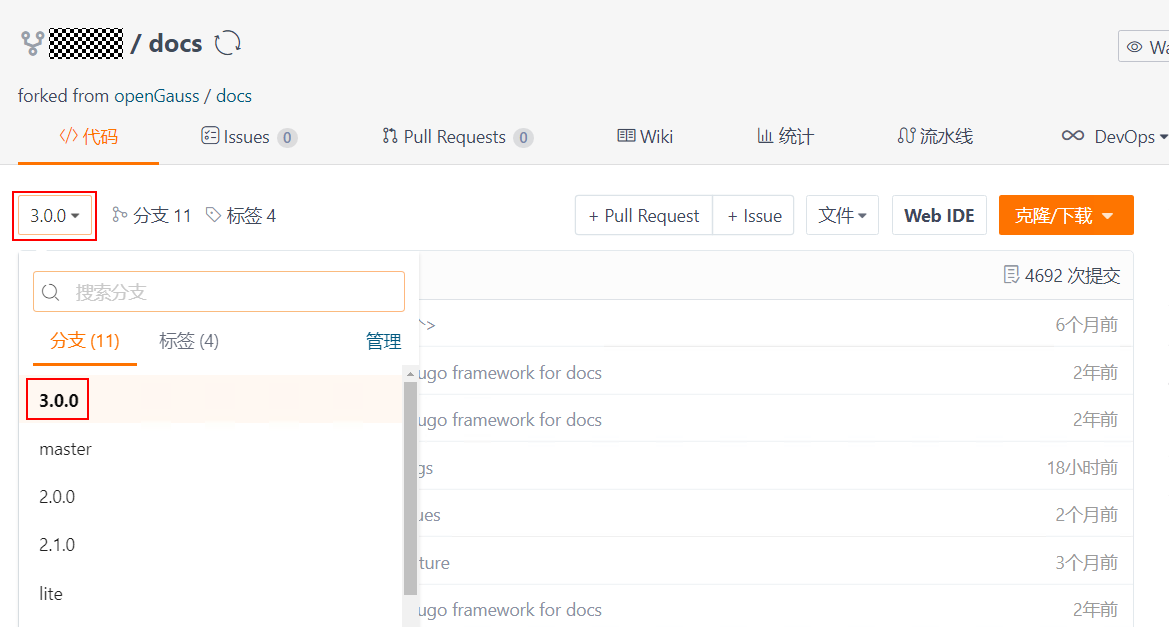 / docs
Wa
forked from openGauss / docs
代码 Issues 0 Pull Requests 0 Wiki 统计 流水线 DevOps
3.0.0 分支 11 标签 4 + Pull Request + Issue 文件 Web IDE 克隆/下载
4692 次提交
搜索分支
6个月前
分支 (11) 标签 (4) 管理
ugo framework for docs 2年前
3.0.0
ugo framework for docs 2年前
master
gs 18小时前
2.0.0
ues 2个月前
2.1.0
ture 3个月前
lite
ugo framework for docs 2年前